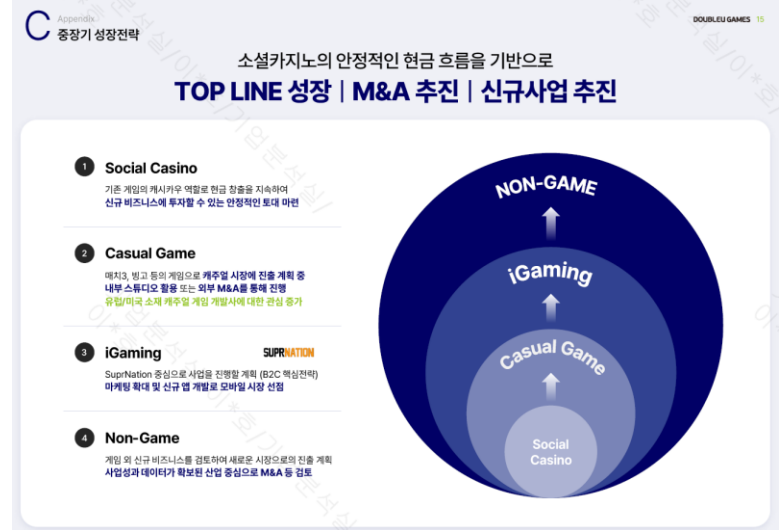 C
Appendix
중장기 성장전략
DOUBLEU GAMES 15
소셜카지노의 안정적인 현금 흐름을 기반으로
TOP LINE 성장 | M&A 추진 | 신규사업 추진
1 Social Casino
기존 게임의 캐시카우 역할로 현금 창출을 지속하여
신규 비즈니스에 투자할 수 있는 안정적인 토대 마련
2 Casual Game
매치3, 빙고 등의 게임으로 캐주얼 시장에 진출 계획 중
내부 스튜디오 활용 또는 외부 M&A를 통해 진행
유럽/미국 소재 캐주얼 게임 개발사에 대한 관심 증가
3 iGaming SUPRNATION
SuprNation 중심으로 사업을 진행할 계획 (B2C 핵심전략)
마케팅 확대 및 신규 앱 개발로 모바일 시장 선점
4 Non-Game
게임 외 신규 비즈니스를 검토하여 새로운 시장으로의 진출 계획
사업성과 데이터가 확보된 산업 중심으로 M&A 등 검토
NON-GAME
iGaming
Casual Game
Social
Casino
이*호/기업분석실/